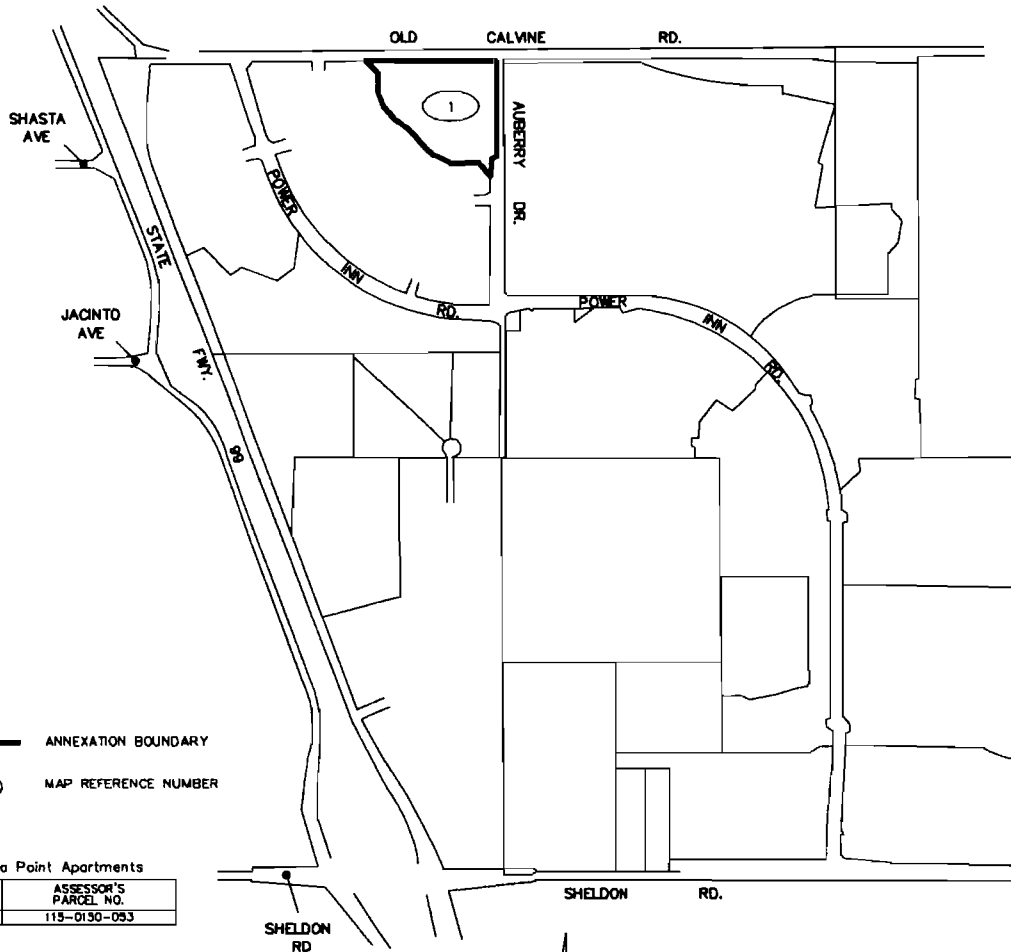 OLD CALVINE RD.
1
SHASTA
AVE
AUBERRY DR.
POWER INN RD.
STATE FWY. 99
JACINTO
AVE
POWER INN RD.
ANNEXATION BOUNDARY
MAP REFERENCE NUMBER
a Point Apartments
ASSESSOR'S
PARCEL NO.
115-0130-053
SHELDON
RD
SHELDON RD.